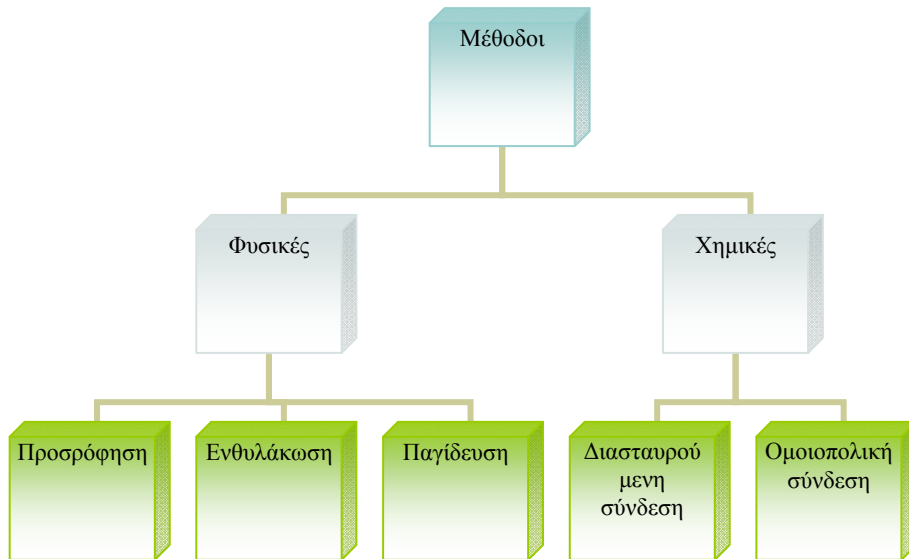 Μέθοδοι
Φυσικές
Χημικές
Προσρόφηση
Ενθυλάκωση
Παγίδευση
Διασταυρού
μενη
σύνδεση
Ομοιοπολική
σύνδεση